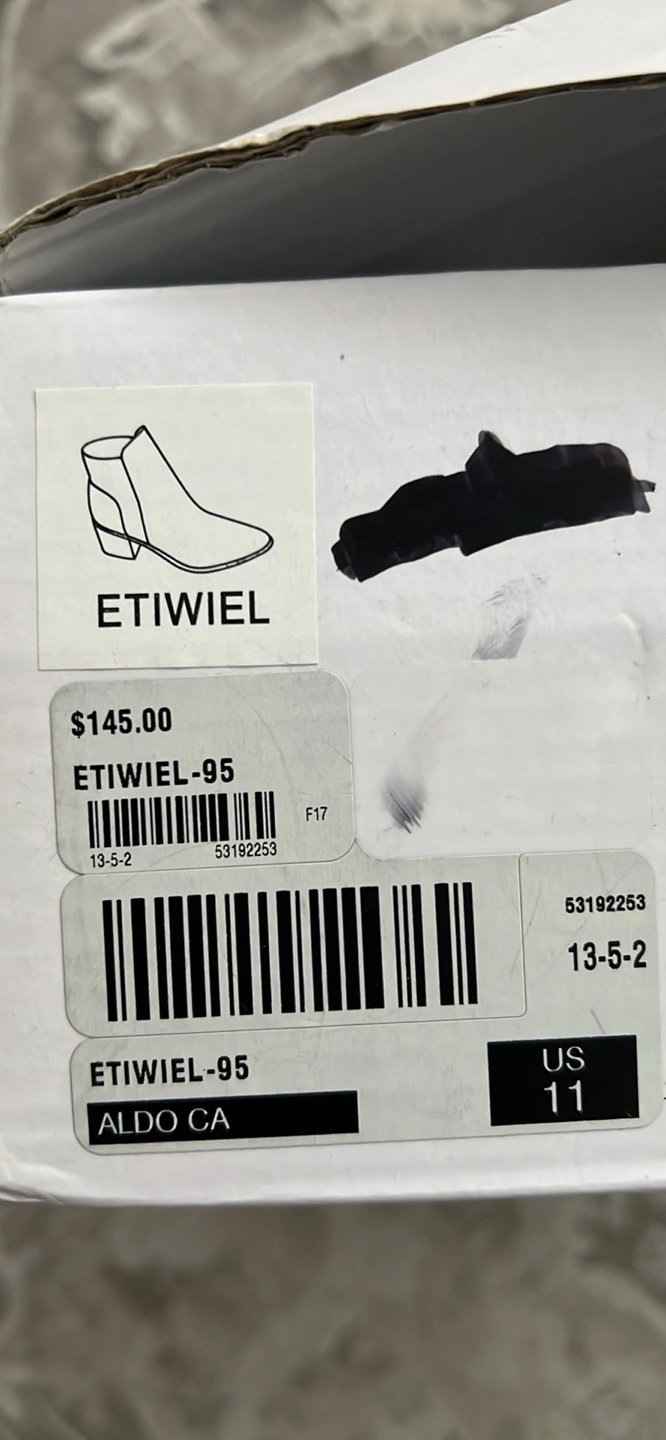 ETIWIEL
$145.00
ETIWIEL-95
F17
13-5-2 53192253
53192253
13-5-2
ETIWIEL-95
ALDO CA
US
11